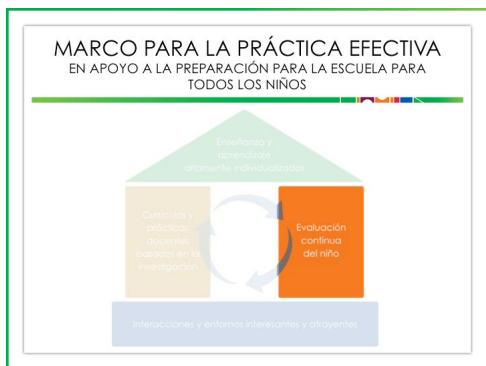 MARCO PARA LA PRÁCTICA EFECTIVA
EN APOYO A LA PREPARACIÓN PARA LA ESCUELA PARA
TODOS LOS NIÑOS
Enseñanza y
aprendizaje
altamente individualizados
Currículos y
prácticas
docentes
basados en la
investigación
Evaluación
continua
del niño
Interacciones y entornos interesantes y atrayentes